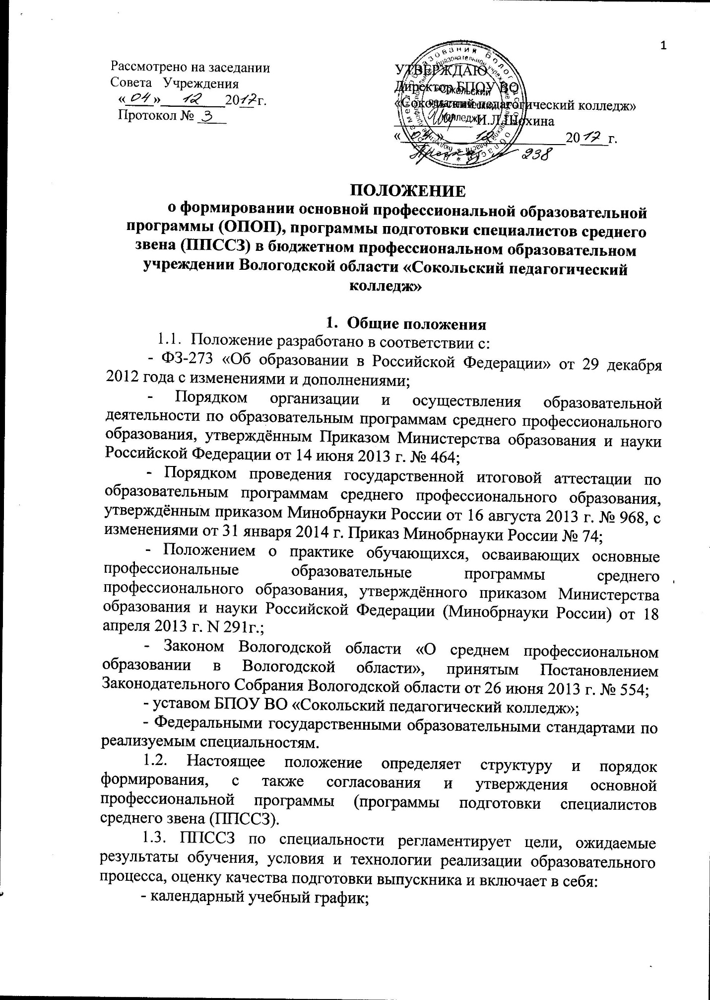 1
Рассмотрено на заседании
Совета Учреждения
«04» 12 2017 г.
Протокол № 3
УТВЕРЖДАЮ
Директор БПОУ ВО
«Сокольский педагогический колледж»
И.Л.Шохина
«04» 12 2017 г.
Приказ № 238
«Сокольский
педагогический
колледж»
ПОЛОЖЕНИЕ
о формировании основной профессиональной образовательной
программы (ОПОП), программы подготовки специалистов среднего
звена (ППССЗ) в бюджетном профессиональном образовательном
учреждении Вологодской области «Сокольский педагогический
колледж»
1. Общие положения
1.1. Положение разработано в соответствии с:
- ФЗ-273 «Об образовании в Российской Федерации» от 29 декабря
2012 года с изменениями и дополнениями;
- Порядком организации и осуществления образовательной
деятельности по образовательным программам среднего профессионального
образования, утверждённым Приказом Министерства образования и науки
Российской Федерации от 14 июня 2013 г. № 464;
- Порядком проведения государственной итоговой аттестации по
образовательным программам среднего профессионального образования,
утверждённым приказом Минобрнауки России от 16 августа 2013 г. № 968, с
изменениями от 31 января 2014 г. Приказ Минобрнауки России № 74;
- Положением о практике обучающихся, осваивающих основные
профессиональные образовательные программы среднего
профессионального образования, утверждённого приказом Министерства
образования и науки Российской Федерации (Минобрнауки России) от 18
апреля 2013 г. N 291г.;
- Законом Вологодской области «О среднем профессиональном
образовании в Вологодской области», принятым Постановлением
Законодательного Собрания Вологодской области от 26 июня 2013 г. № 554;
- уставом БПОУ ВО «Сокольский педагогический колледж»;
- Федеральными государственными образовательными стандартами по
реализуемым специальностям.
1.2. Настоящее положение определяет структуру и порядок
формирования, с также согласования и утверждения основной
профессиональной программы (программы подготовки специалистов
среднего звена (ППССЗ).
1.3. ППССЗ по специальности регламентирует цели, ожидаемые
результаты обучения, условия и технологии реализации образовательного
процесса, оценку качества подготовки выпускника и включает в себя:
- календарный учебный график;